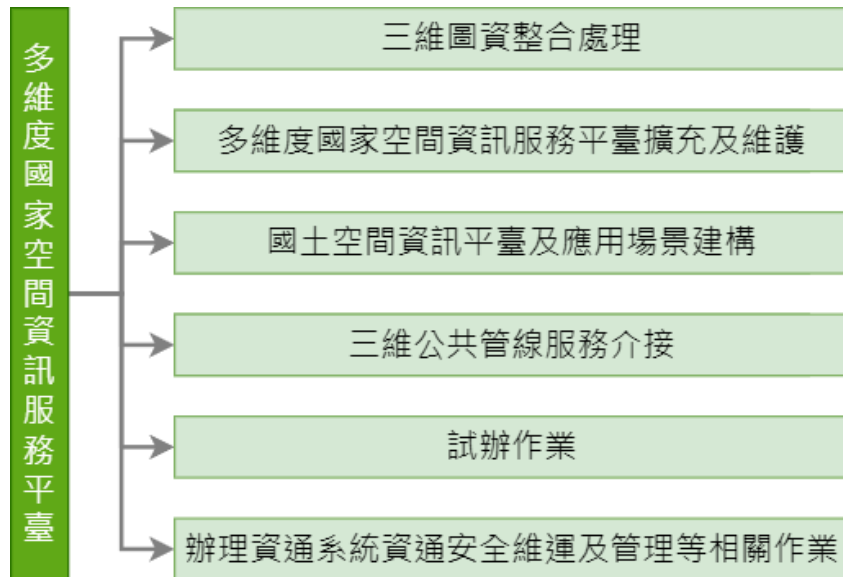 多維度國家空間資訊服務平臺
三維圖資整合處理
多維度國家空間資訊服務平臺擴充及維護
國土空間資訊平臺及應用場景建構
三維公共管線服務介接
試辦作業
辦理資通系統資通安全維運及管理等相關作業